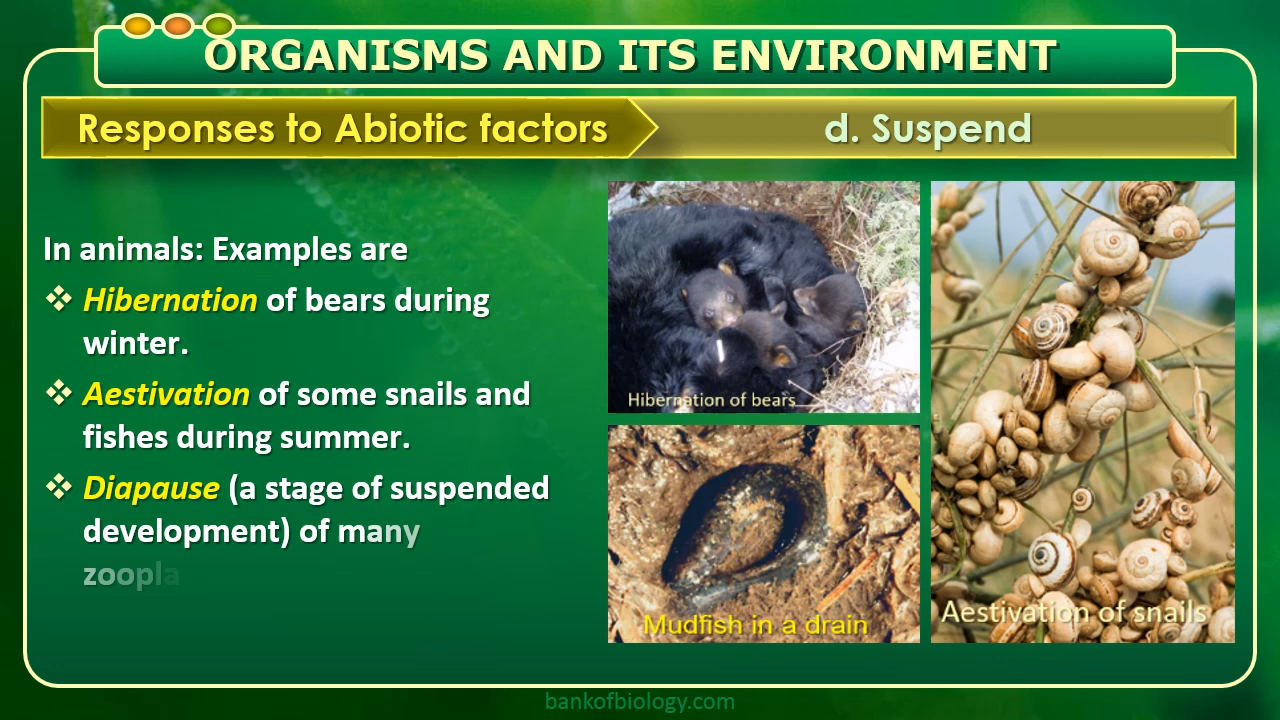 ORGANISMS AND ITS ENVIRONMENT
Responses to Abiotic factors
d. Suspend
In animals: Examples are
❖ Hibernation of bears during
winter.
❖ Aestivation of some snails and
fishes during summer.
❖ Diapause (a stage of suspended
development) of many
zoopla
Hibernation of bears
Mudfish in a drain
Aestivation of snails
bankofbiology.com